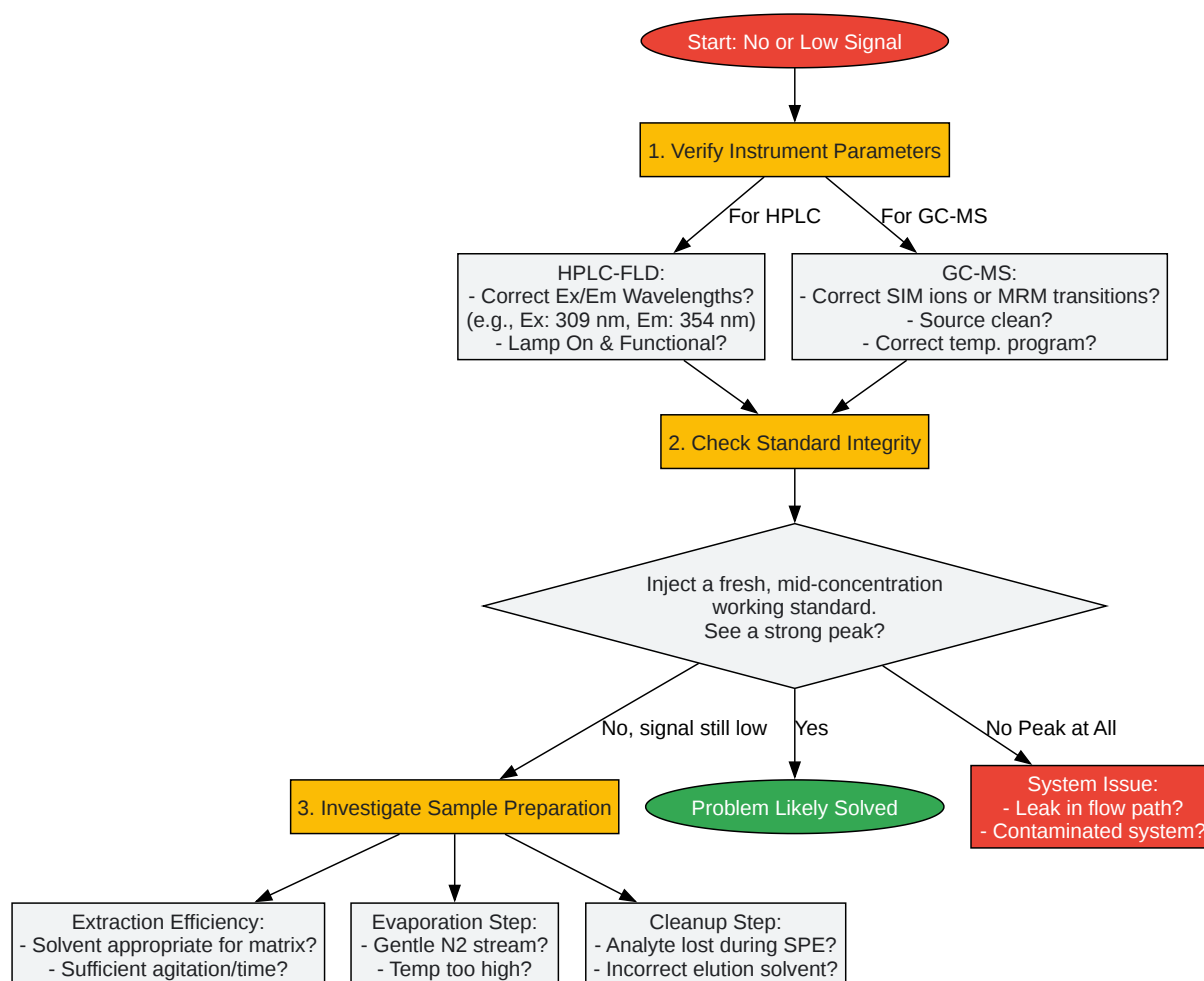 Start: No or Low Signal
1. Verify Instrument Parameters
For HPLC
For GC-MS
HPLC-FLD:
- Correct Ex/Em Wavelengths?
(e.g., Ex: 309 nm, Em: 354 nm)
- Lamp On & Functional?
GC-MS:
- Correct SIM ions or MRM transitions?
- Source clean?
- Correct temp. program?
2. Check Standard Integrity
Inject a fresh, mid-concentration
working standard.
See a strong peak?
No, signal still low
Yes
No Peak at All
3. Investigate Sample Preparation
Problem Likely Solved
System Issue:
- Leak in flow path?
- Contaminated system?
Extraction Efficiency:
- Solvent appropriate for matrix?
- Sufficient agitation/time?
Evaporation Step:
- Gentle N2 stream?
- Temp too high?
Cleanup Step:
- Analyte lost during SPE?
- Incorrect elution solvent?